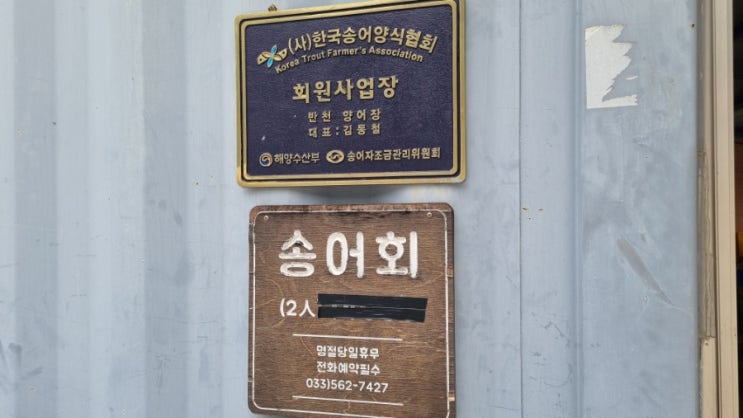 (사)한국송어양식협회
Korea Trout Farmer's Association
회원사업장
반천 양어장
대표:김동철
해양수산부 송어자조금관리위원회
송어회
(2人
명절당일휴무
전화예약필수
033)562-7427